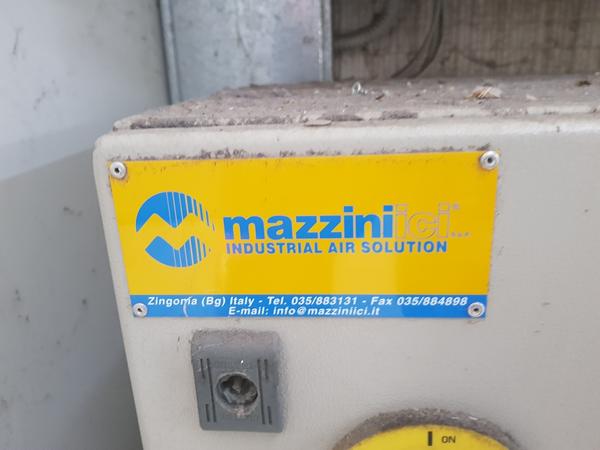 mazziniici
INDUSTRIAL AIR SOLUTION
Zingonia (Bg) Italy - Tel. 035/883131 - Fax 035/884898
E-mail: info@mazziniici.it
I ON